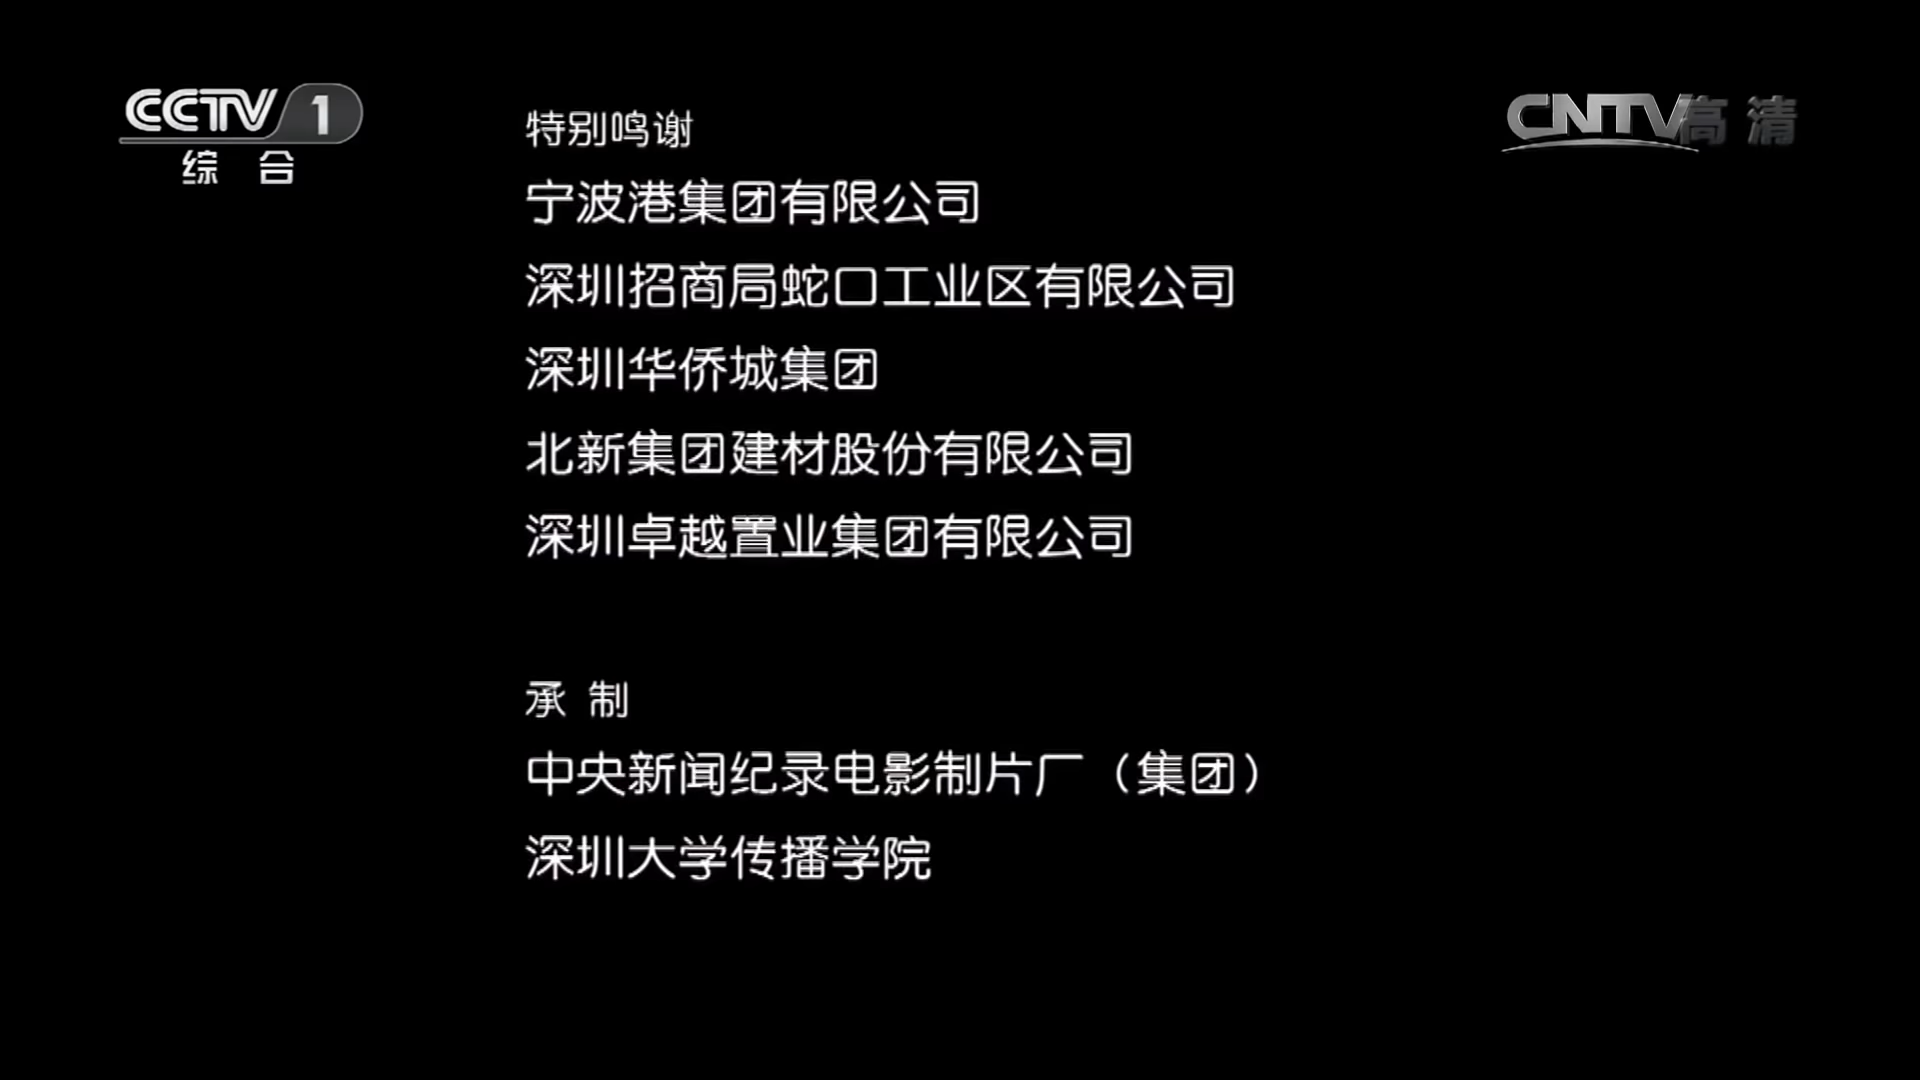 CCTV 1
综 合
CNTV高 清
特别鸣谢
宁波港集团有限公司
深圳招商局蛇口工业区有限公司
深圳华侨城集团
北新集团建材股份有限公司
深圳卓越置业集团有限公司
承 制
中央新闻纪录电影制片厂（集团）
深圳大学传播学院